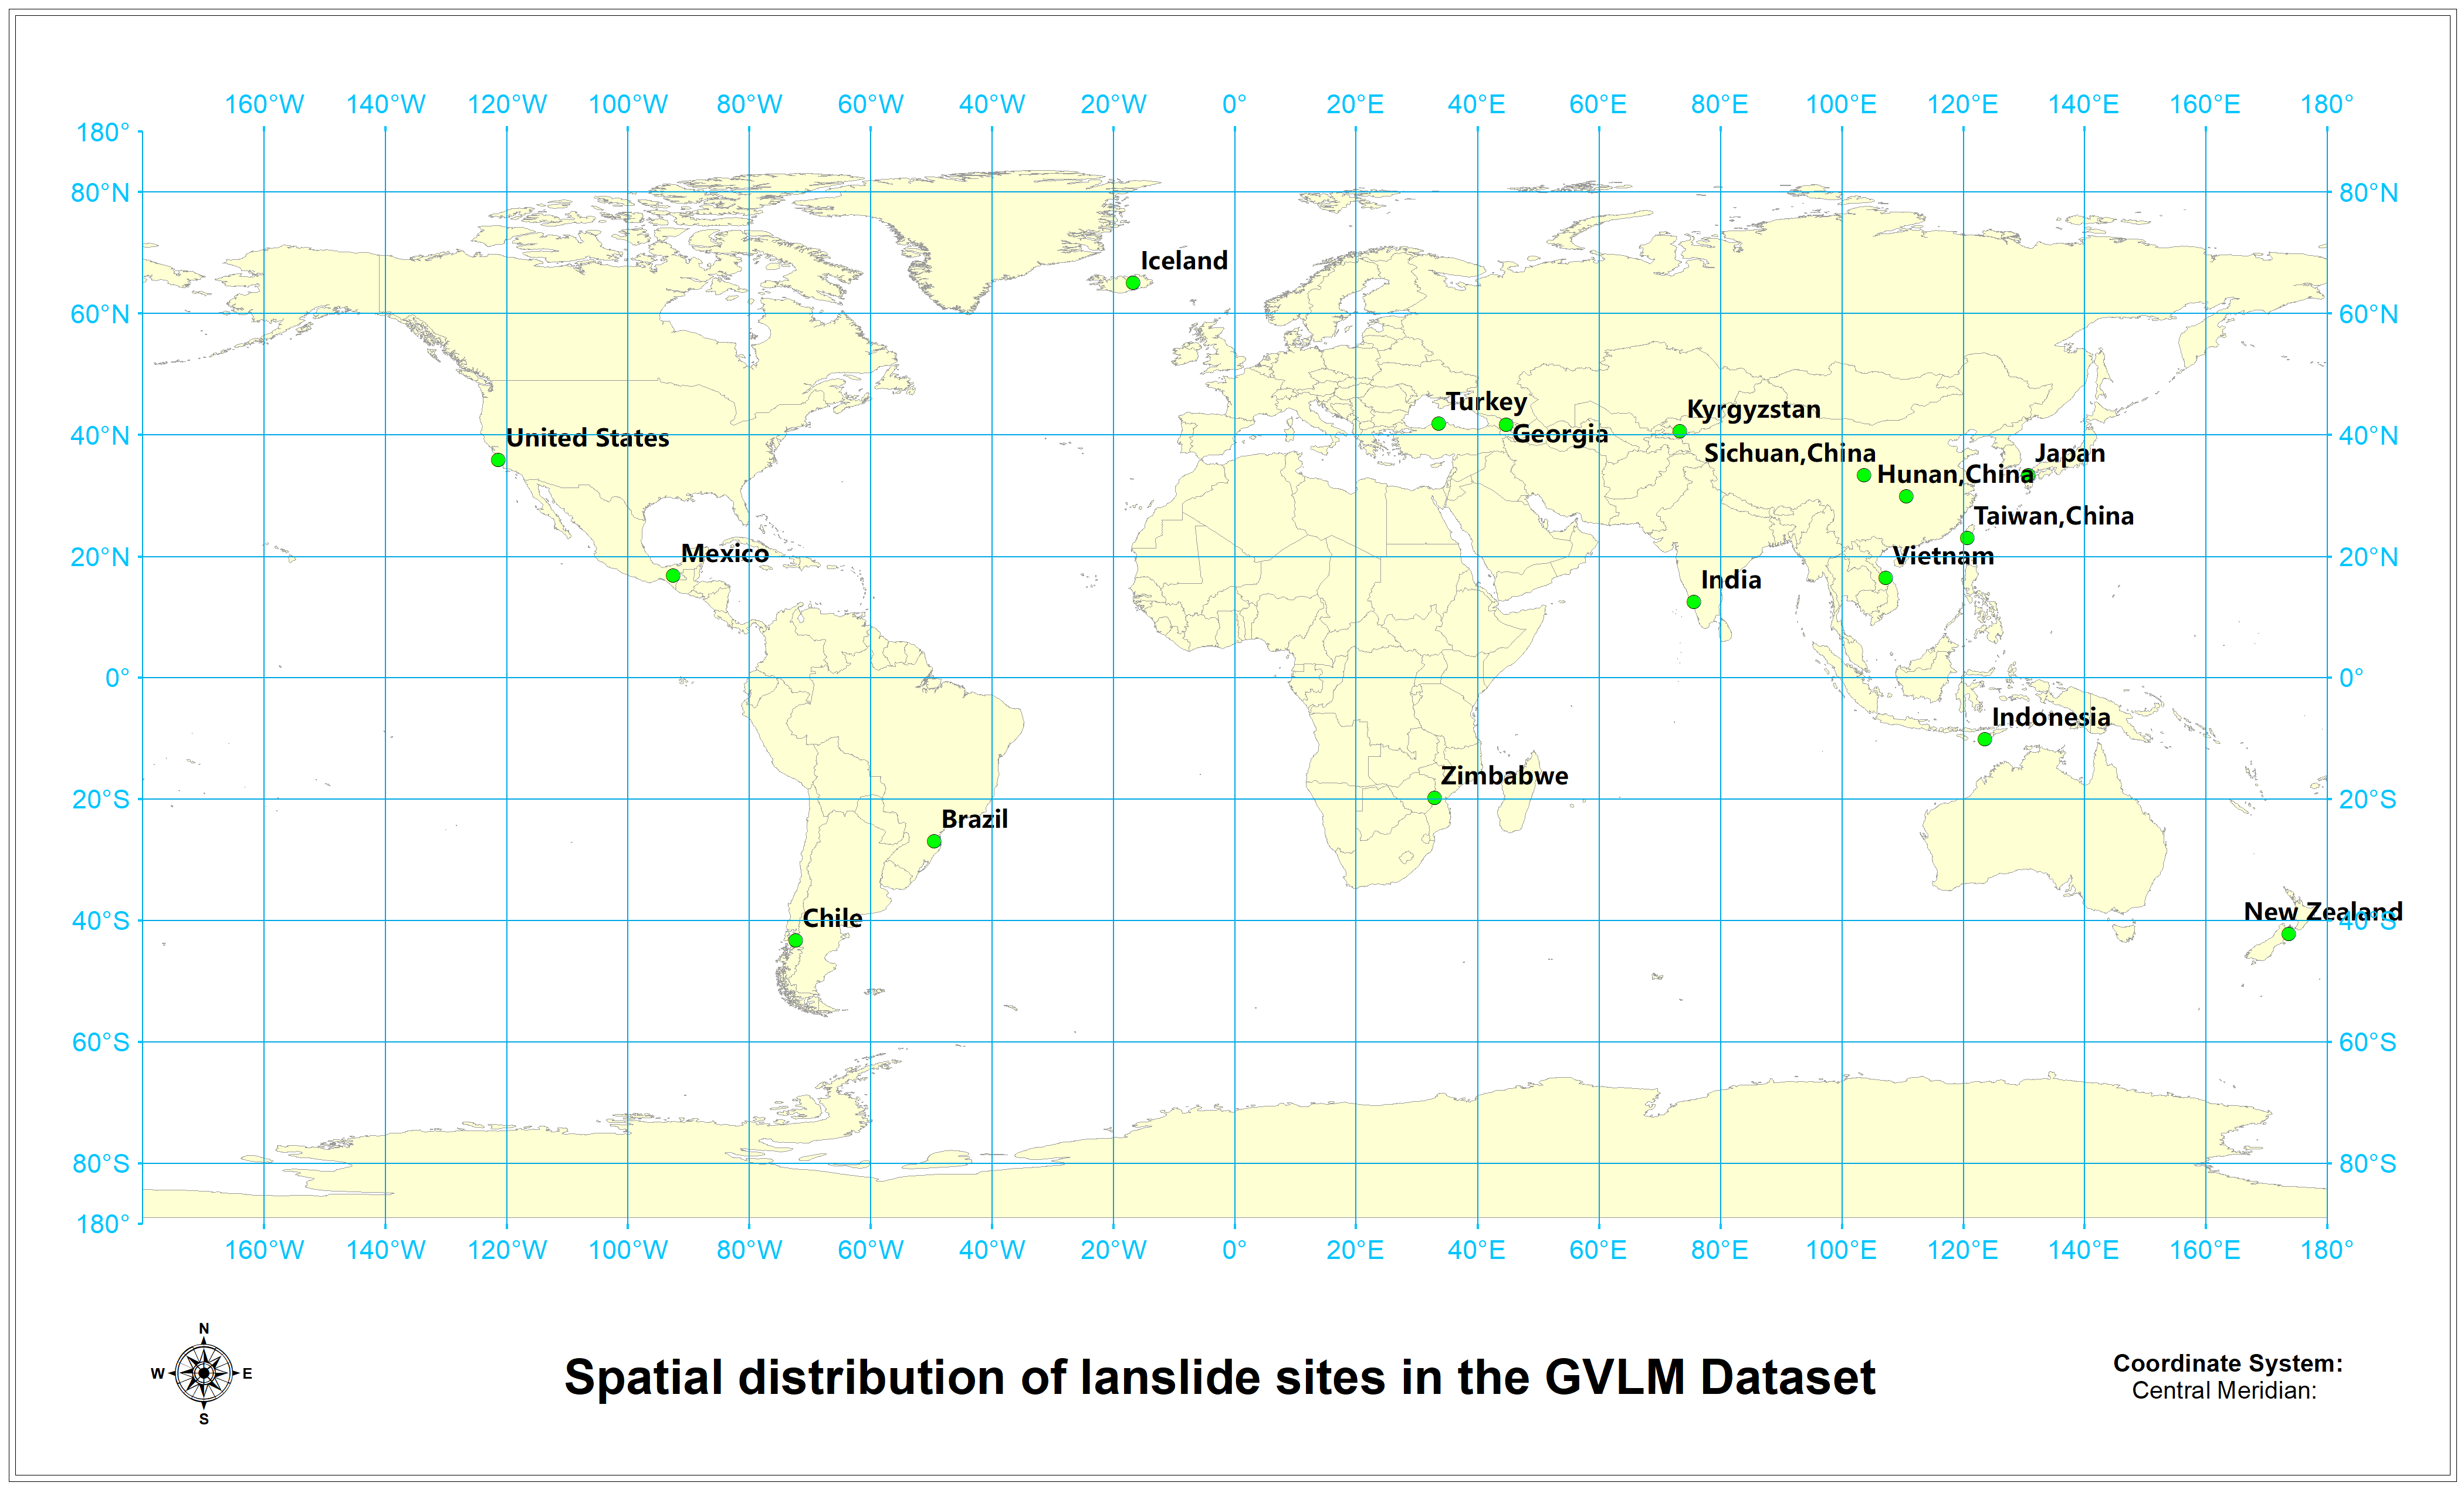 160°W 140°W 120°W 100°W 80°W 60°W 40°W 20°W 0° 20°E 40°E 60°E 80°E 100°E 120°E 140°E 160°E 180°
180°
80°N 80°N
Iceland
60°N 60°N
Turkey
Kyrgyzstan
40°N United States Georgia 40°N
Sichuan,China Japan
Hunan,China
Taiwan,China
20°N Mexico Vietnam 20°N
India
0° 0°
Indonesia
Zimbabwe
20°S 20°S
Brazil
New Zealand
40°S Chile 40°S
60°S 60°S
80°S 80°S
180°
160°W 140°W 120°W 100°W 80°W 60°W 40°W 20°W 0° 20°E 40°E 60°E 80°E 100°E 120°E 140°E 160°E 180°
N
W E
S
Spatial distribution of lanslide sites in the GVLM Dataset
Coordinate System:
Central Meridian: